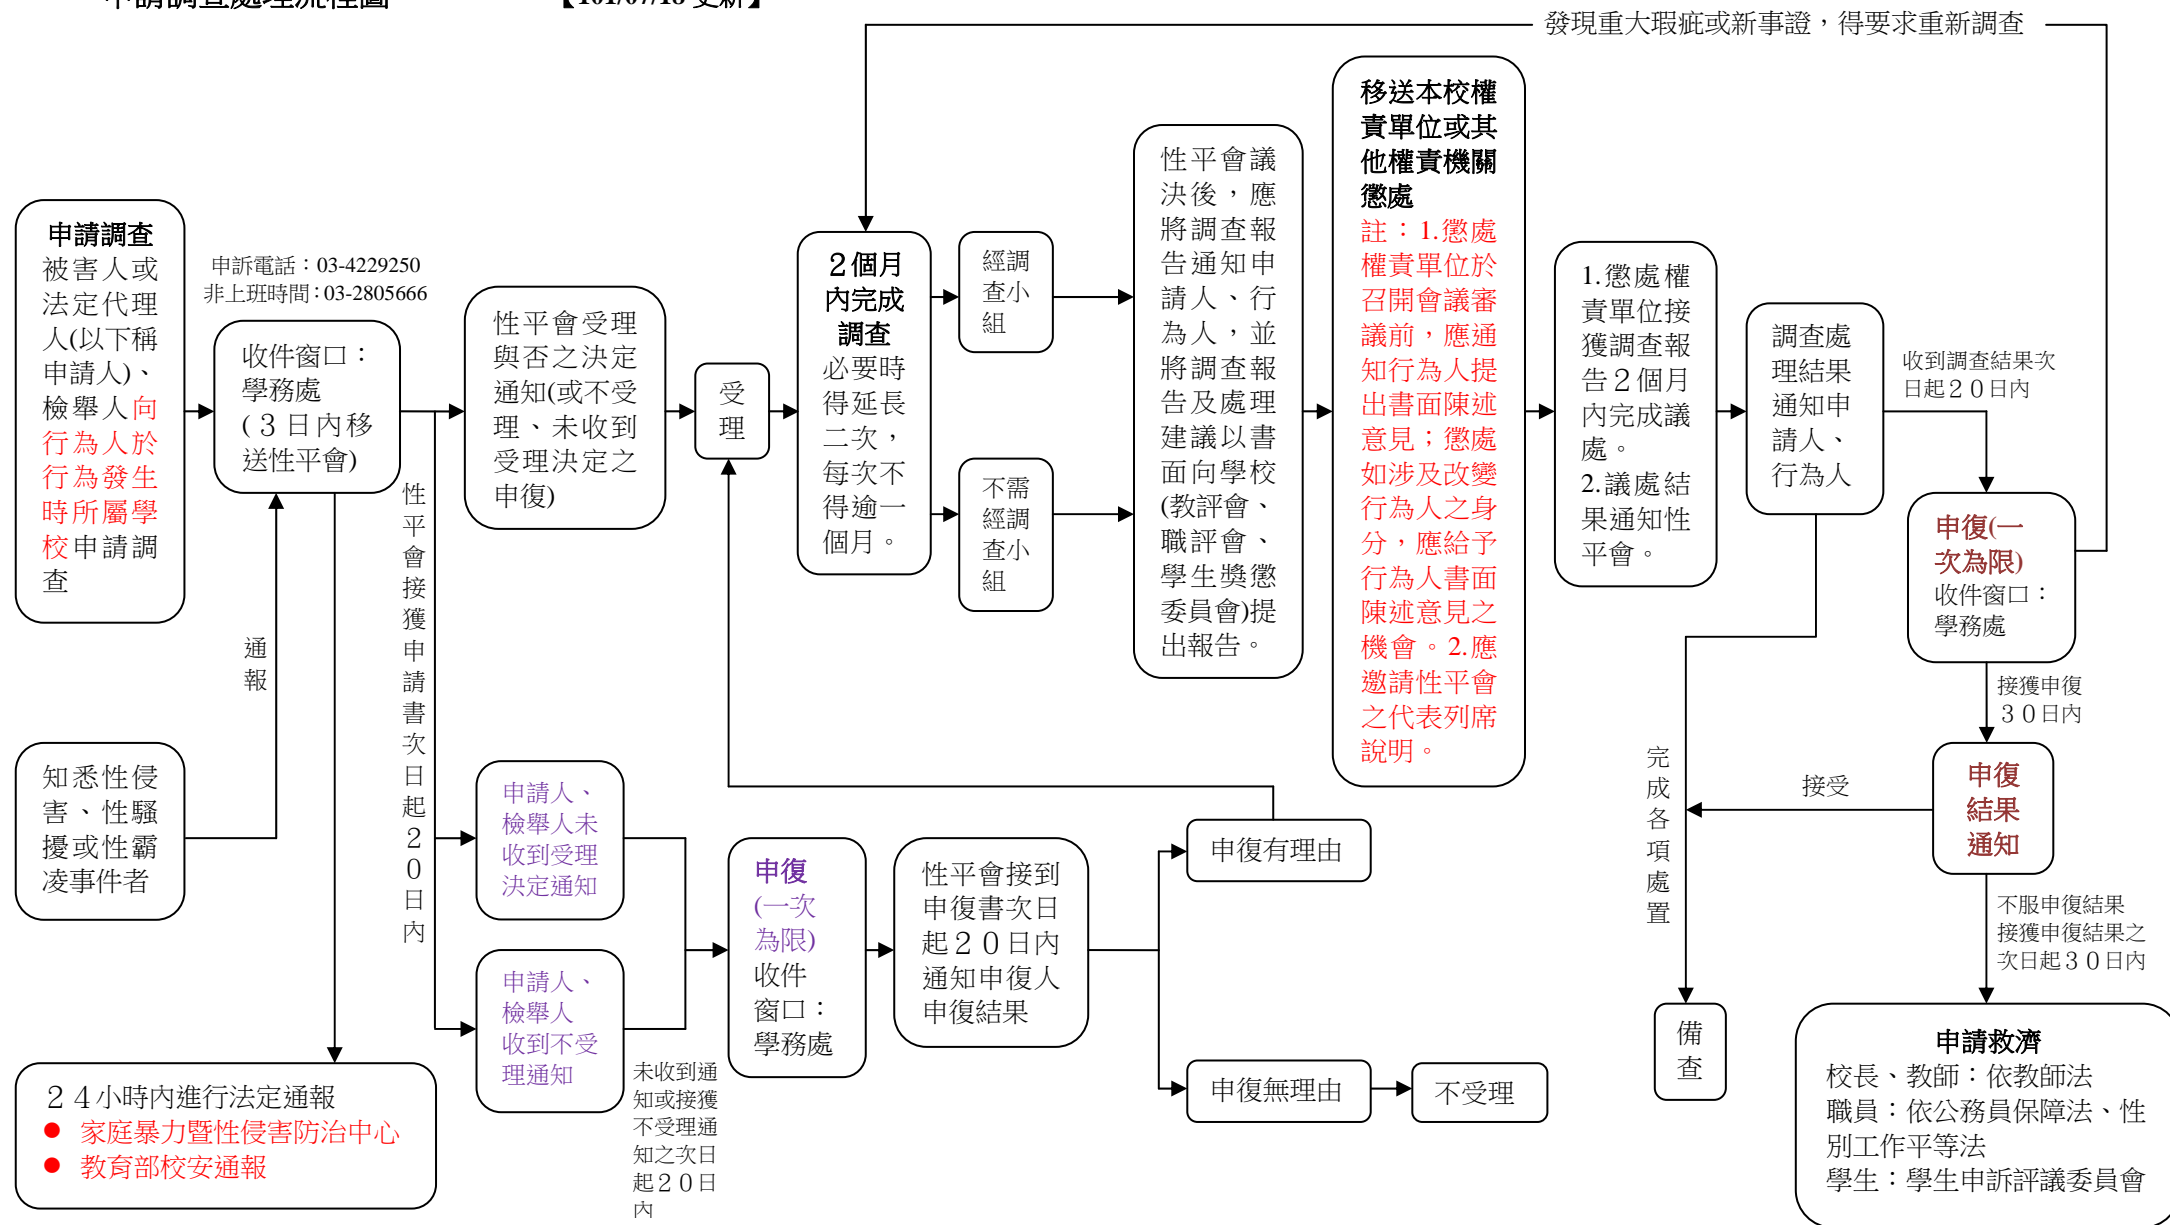 申請調查處理流程圖
【101/07/18更新】
發現重大瑕疵或新事證，得要求重新調查
申請調查
被害人或
法定代理
人(以下稱
申請人)、
檢舉人向
行為人於
行為發生
時所屬學
校申請調
查
申訴電話：03-4229250
非上班時間：03-2805666
收件窗口：
學務處
(３日內移
送性平會)
通
報
知悉性侵
害、性騷
擾或性霸
凌事件者
２４小時內進行法定通報
● 家庭暴力暨性侵害防治中心
● 教育部校安通報
性平會接獲申請書次日起２０日內
性平會受理
與否之決定
通知(或不受
理、未收到
受理決定之
申復)
受
理
２個月
內完成
調查
必要時
得延長
二次，
每次不
得逾一
個月。
經調
查小
組
不需
經調
查小
組
性平會議
決後，應
將調查報
告通知申
請人、行
為人，並
將調查報
告及處理
建議以書
面向學校
(教評會、
職評會、
學生獎懲
委員會)提
出報告。
移送本校權
責單位或其
他權責機關
懲處
註：1.懲處
權責單位於
召開會議審
議前，應通
知行為人提
出書面陳述
意見；懲處
如涉及改變
行為人之身
分，應給予
行為人書面
陳述意見之
機會。2.應
邀請性平會
之代表列席
說明。
1.懲處權
責單位接
獲調查報
告２個月
內完成議
處。
2.議處結
果通知性
平會。
調查處
理結果
通知申
請人、
行為人
收到調查結果次
日起２０日內
申復(一
次為限)
收件窗口：
學務處
接獲申復
３０日內
申復
結果
通知
接受
完成各項處置
備
查
不服申復結果
接獲申復結果之
次日起３０日內
申請救濟
校長、教師：依教師法
職員：依公務員保障法、性
別工作平等法
學生：學生申訴評議委員會
申請人、
檢舉人未
收到受理
決定通知
申請人、
檢舉人
收到不受
理通知
未收到通
知或接獲
不受理通
知之次日
起２０日
內
申復
(一次
為限)
收件
窗口：
學務處
性平會接到
申復書次日
起２０日內
通知申復人
申復結果
申復有理由
申復無理由
不受理